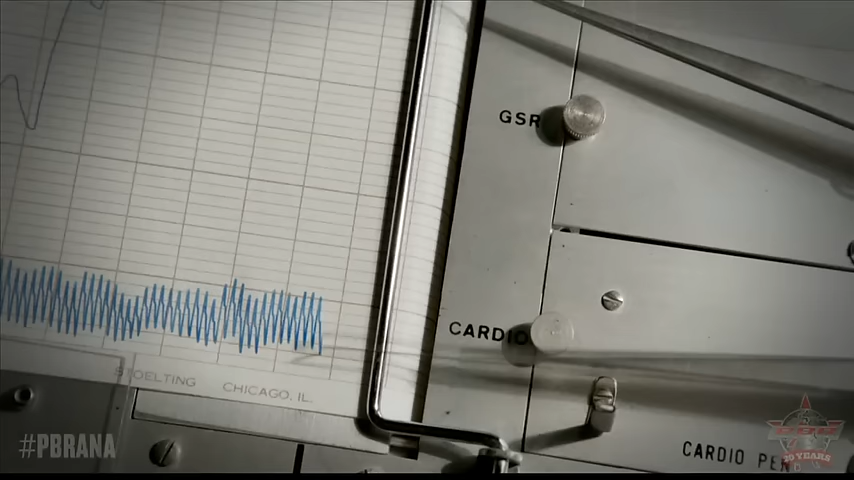 GSR
CARDIO
STOELTING CHICAGO, IL.
CARDIO PEN
#PBRANA
20 YEARS